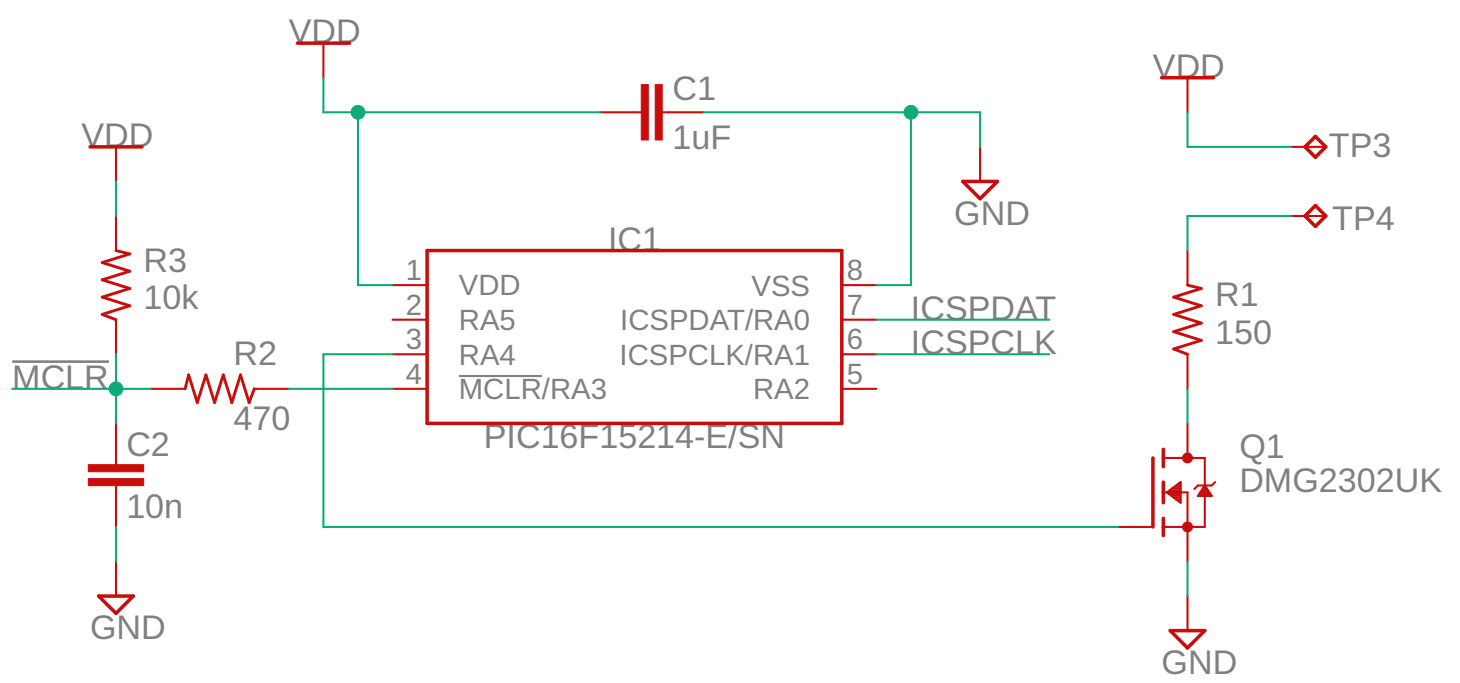 VDD
VDD
C1
1uF
VDD
TP3
R3
10k
GND
TP4
IC1
1
VDD
VSS
8
2
RA5
ICSPDAT/RA0
7
ICSPDAT
3
RA4
ICSPCLK/RA1
6
ICSPCLK
4
MCLR/RA3
RA2
5
R1
150
MCLR
R2
470
PIC16F15214-E/SN
C2
10n
Q1
DMG2302UK
GND
GND